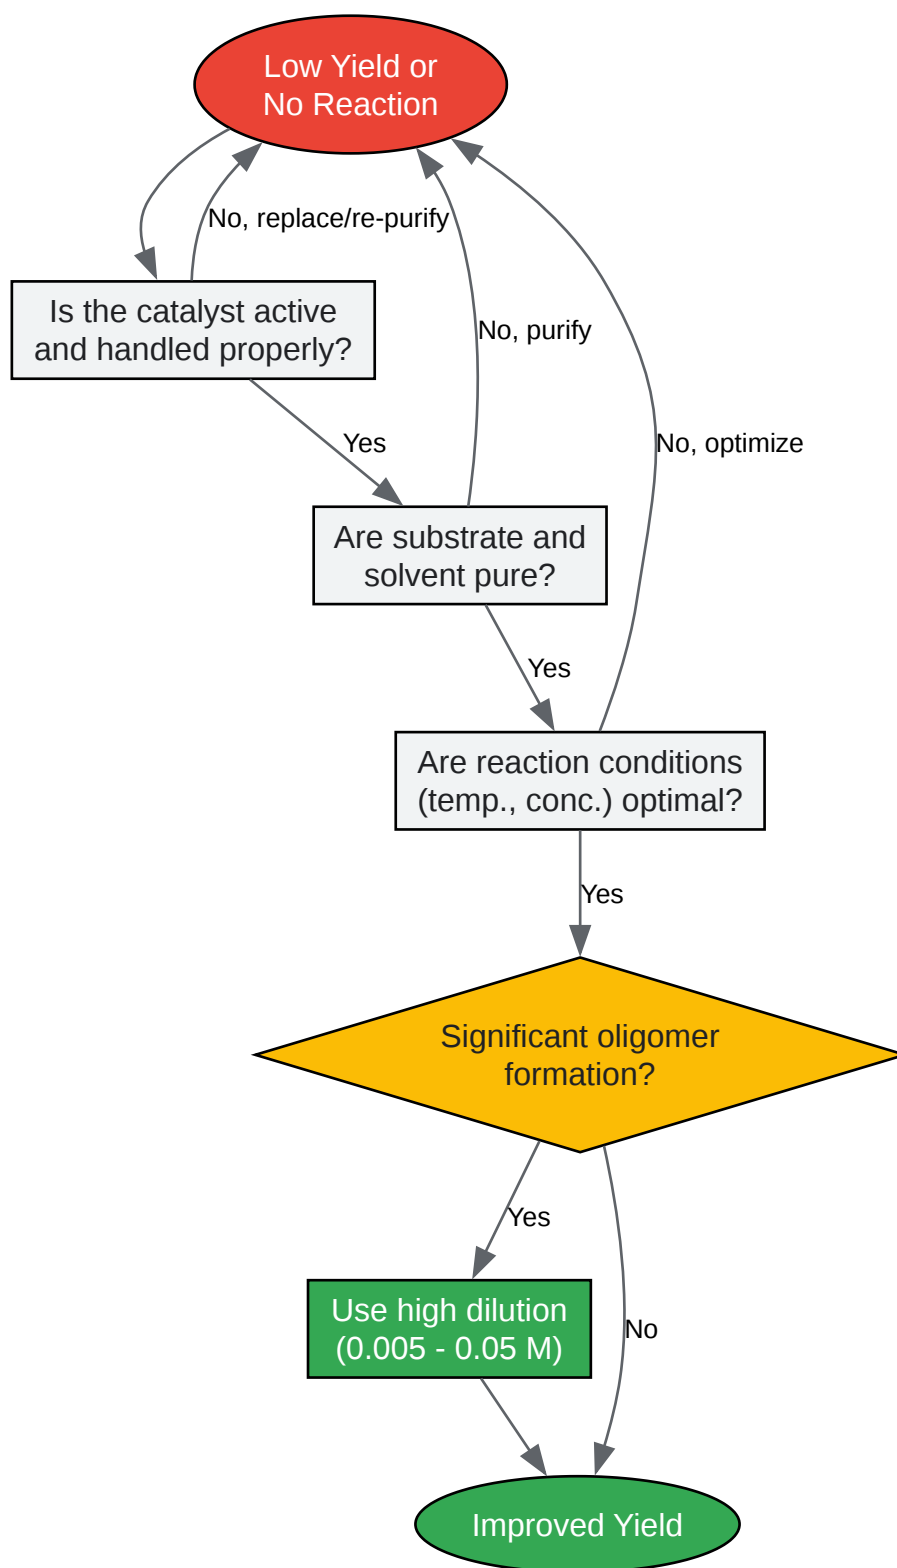 Low Yield or
No Reaction
No, replace/re-purify
Is the catalyst active
and handled properly?
No, purify
Yes
No, optimize
Are substrate and
solvent pure?
Yes
Are reaction conditions
(temp., conc.) optimal?
Yes
Significant oligomer
formation?
Yes
Use high dilution
(0.005 - 0.05 M)
No
Improved Yield